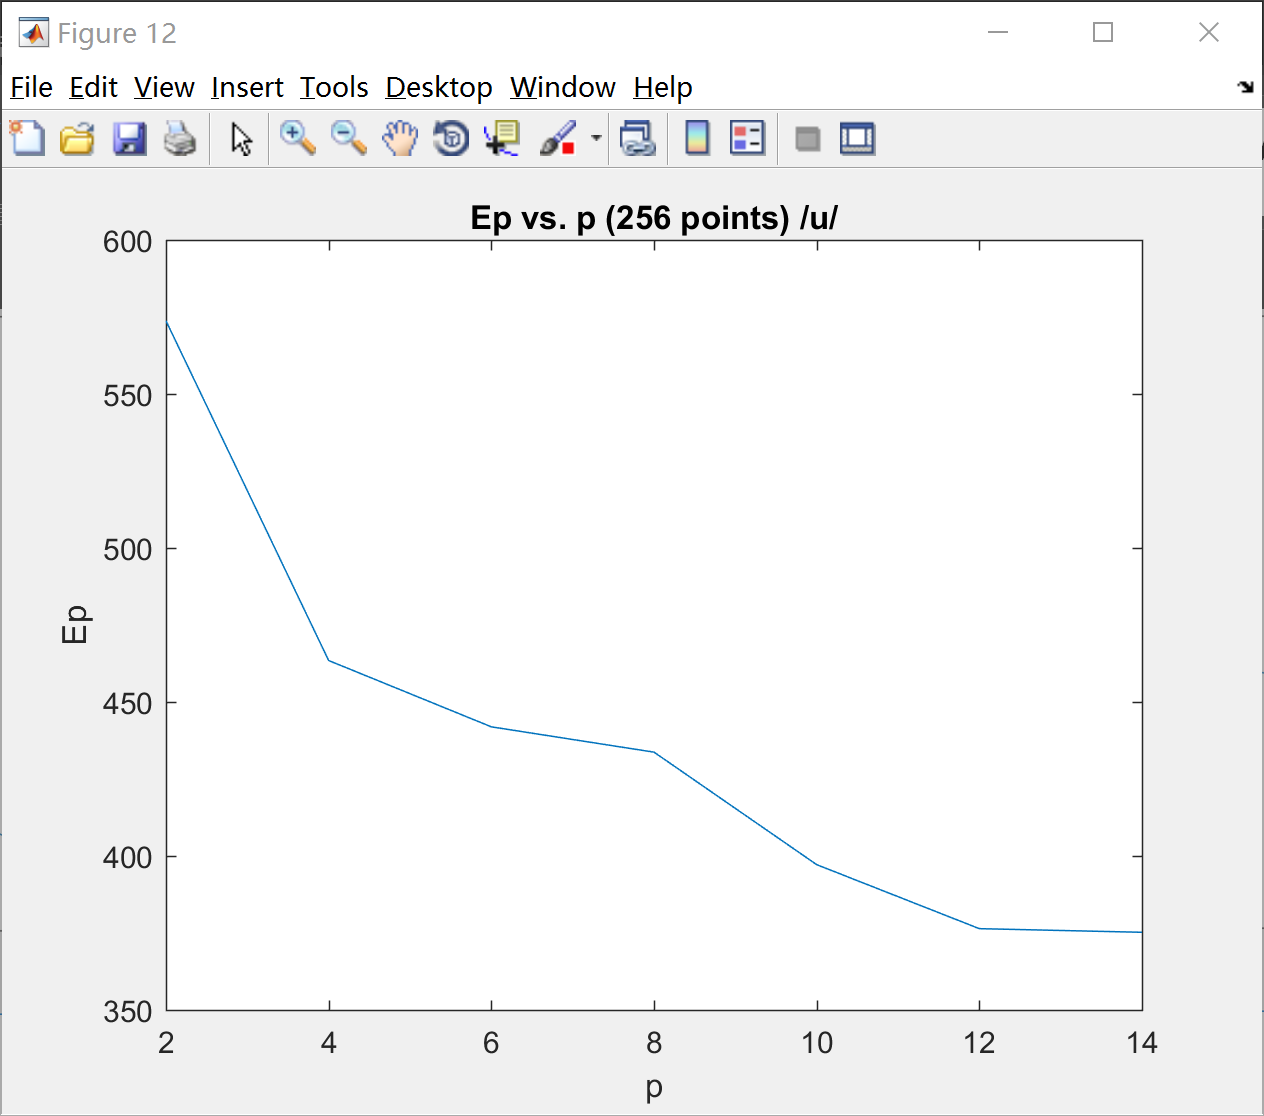 Figure 12
File Edit View Insert Tools Desktop Window Help
Ep vs. p (256 points) /u/
600
550
500
450
400
350
Ep
2 4 6 8 10 12 14
p